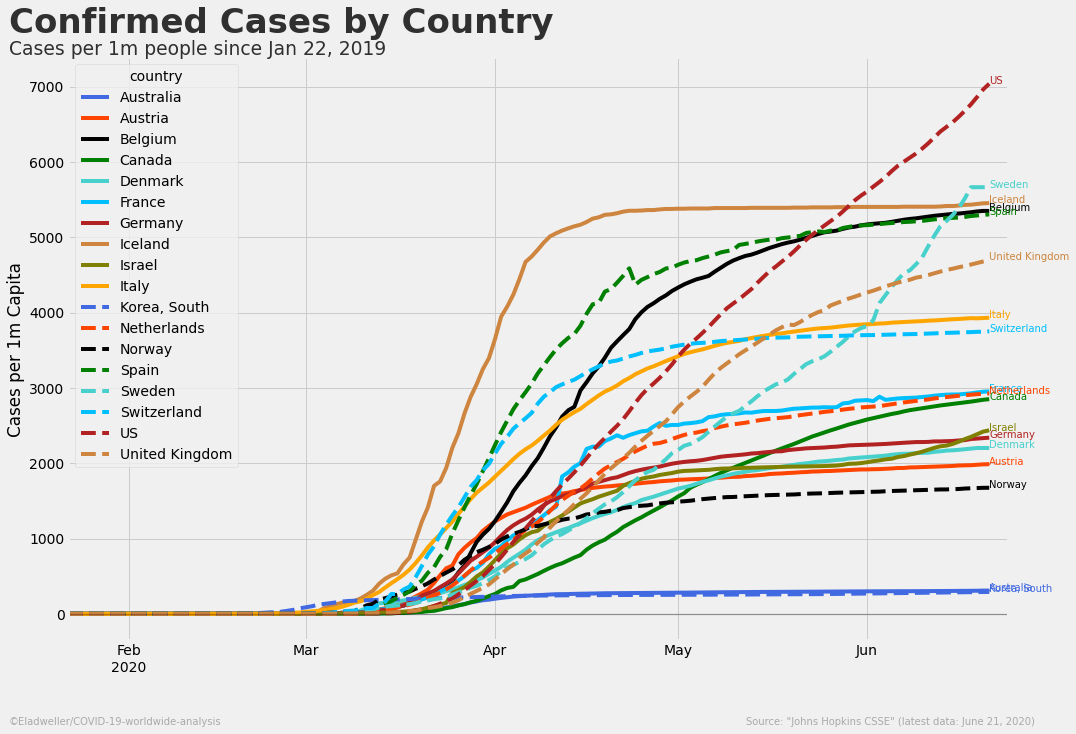 Confirmed Cases by Country
Cases per 1m people since Jan 22, 2019
country
Australia
Austria
Belgium
Canada
Denmark
France
Germany
Iceland
Israel
Italy
Korea, South
Netherlands
Norway
Spain
Sweden
Switzerland
US
United Kingdom
Cases per 1m Capita
7000
6000
5000
4000
3000
2000
1000
0
US
Sweden
Iceland
Belgium
Spain
United Kingdom
Italy
Switzerland
France
Netherlands
Canada
Israel
Germany
Denmark
Austria
Norway
Australia
Korea, South
Feb Mar Apr May Jun
2020
©Eladweller/COVID-19-worldwide-analysis
Source: "Johns Hopkins CSSE" (latest data: June 21, 2020)